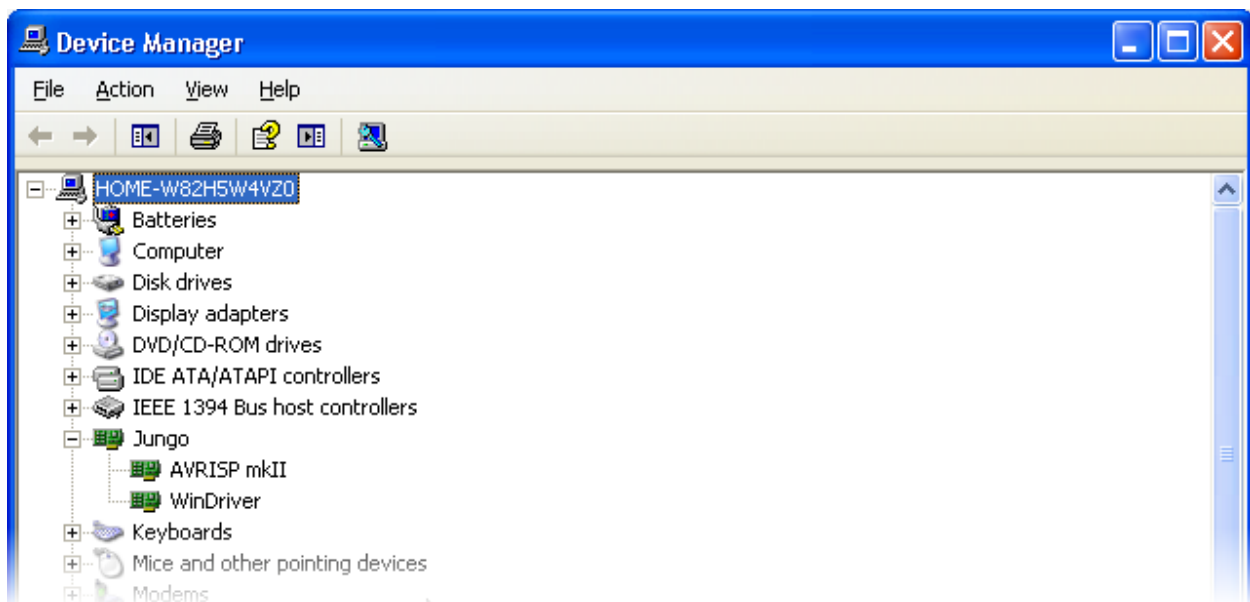 Device Manager
File Action View Help
HOME-W82H5W4VZ0
Batteries
Computer
Disk drives
Display adapters
DVD/CD-ROM drives
IDE ATA/ATAPI controllers
IEEE 1394 Bus host controllers
Jungo
AVRISP mkII
WinDriver
Keyboards
Mice and other pointing devices
Modems